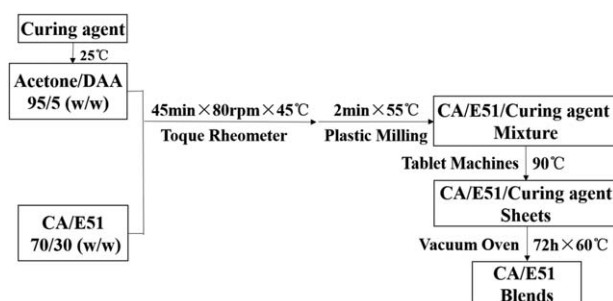 Curing agent
25℃
Acetone/DAA
95/5 (w/w)
45min×80rpm×45℃
Toque Rheometer
2min×55℃
Plastic Milling
CA/E51/Curing agent
Mixture
Tablet Machines 90℃
CA/E51/Curing agent
Sheets
CA/E51
70/30 (w/w)
Vacuum Oven 72h×60℃
CA/E51
Blends